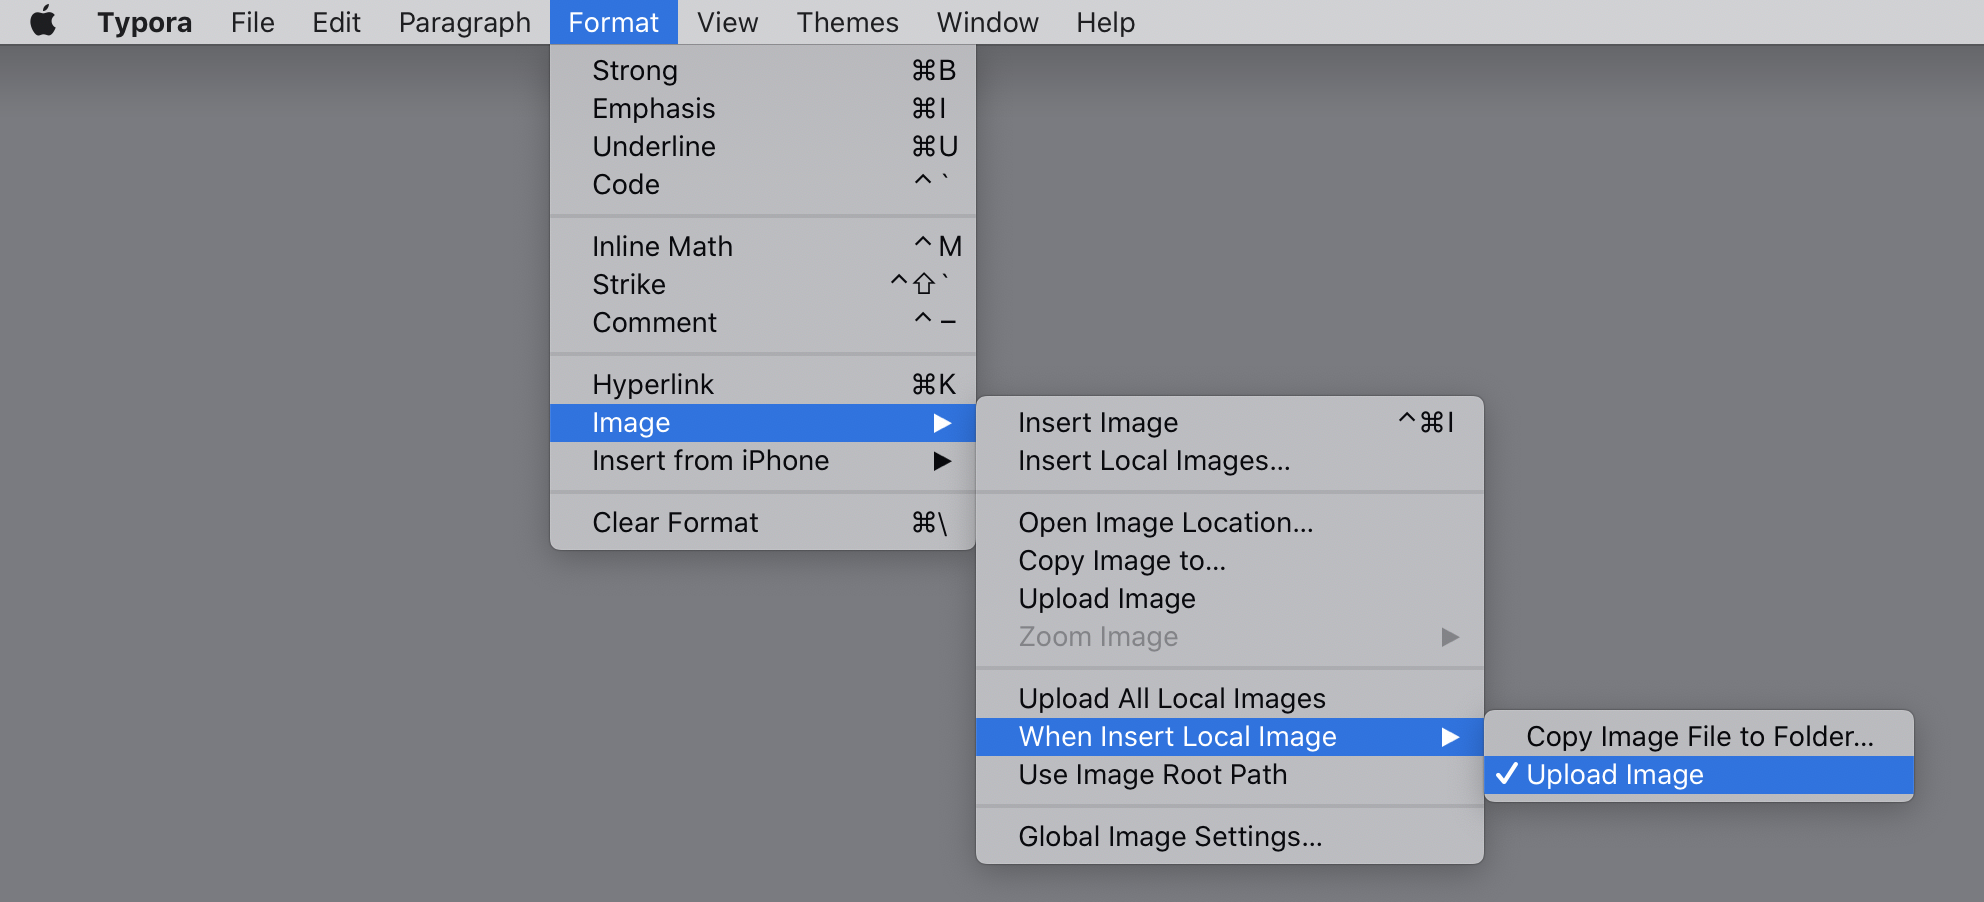 Typora File Edit Paragraph Format View Themes Window Help
Strong ⌘B
Emphasis ⌘I
Underline ⌘U
Code ^ `
Inline Math ^ M
Strike ^⇧`
Comment ^ –
Hyperlink ⌘K
Image ▶
Insert from iPhone ▶
Clear Format ⌘\
Insert Image ^⌘I
Insert Local Images...
Open Image Location...
Copy Image to...
Upload Image
Zoom Image ▶
Upload All Local Images
When Insert Local Image ▶
Use Image Root Path
Global Image Settings...
Copy Image File to Folder...
✓ Upload Image